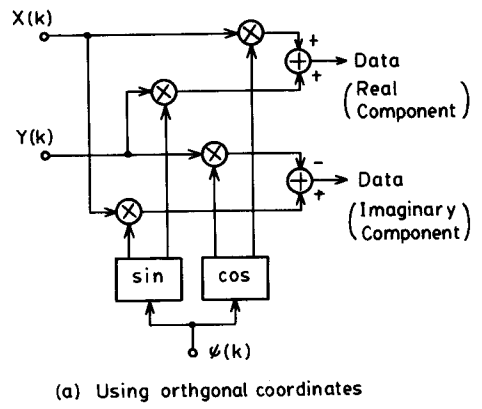 X(k)
+
+
Data
(Real
Component)
Y(k)
-
+
Data
(Imaginary
Component)
sin
cos
ψ(k)
(a) Using orthgonal coordinates